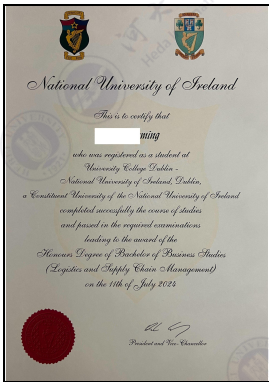 National University of Ireland
This is to certify that
ming
who was registered as a student at
University College Dublin -
National University of Ireland, Dublin,
a Constituent University of the National University of Ireland
completed successfully the course of studies
and passed in the required examinations
leading to the award of the
Honours Degree of Bachelor of Business Studies
(Logistics and Supply Chain Management)
on the 11th of July 2024
President and Vice-Chancellor